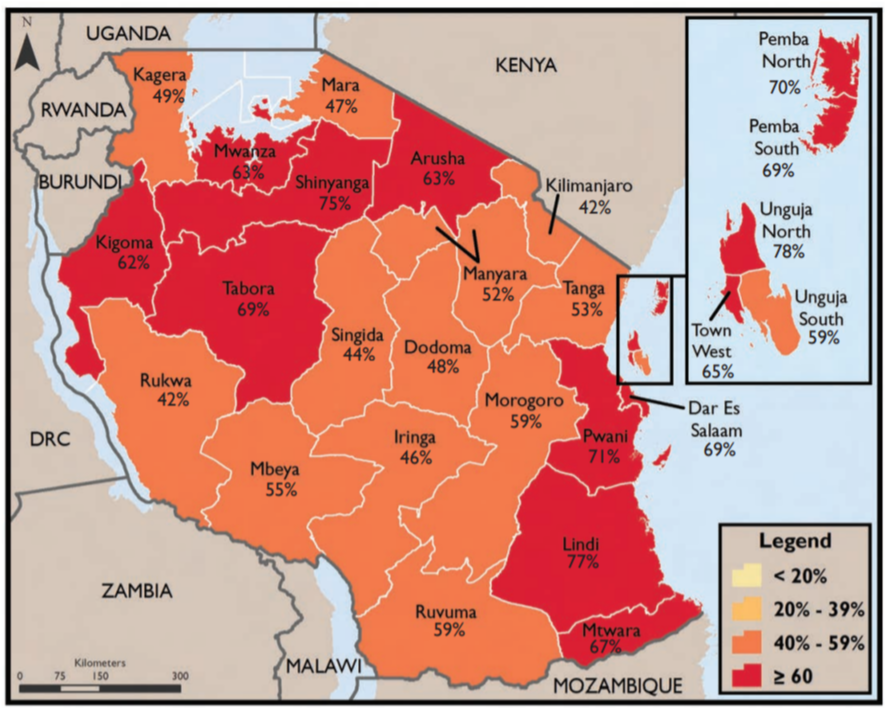 N
UGANDA
KENYA
RWANDA
BURUNDI
DRC
ZAMBIA
MALAWI
MOZAMBIQUE
Kagera
49%
Mara
47%
Mwanza
63%
Shinyanga
75%
Arusha
63%
Kilimanjaro
42%
Kigoma
62%
Tabora
69%
Manyara
52%
Tanga
53%
Singida
44%
Dodoma
48%
Rukwa
42%
Morogoro
59%
Dar Es
Salaam
69%
Pwani
71%
Iringa
46%
Mbeya
55%
Lindi
77%
Ruvuma
59%
Mtwara
67%
Pemba
North
70%
Pemba
South
69%
Unguja
North
78%
Unguja
South
59%
Town
West
65%
Legend
< 20%
20% - 39%
40% - 59%
≥ 60
Kilometers
0 75 150 300